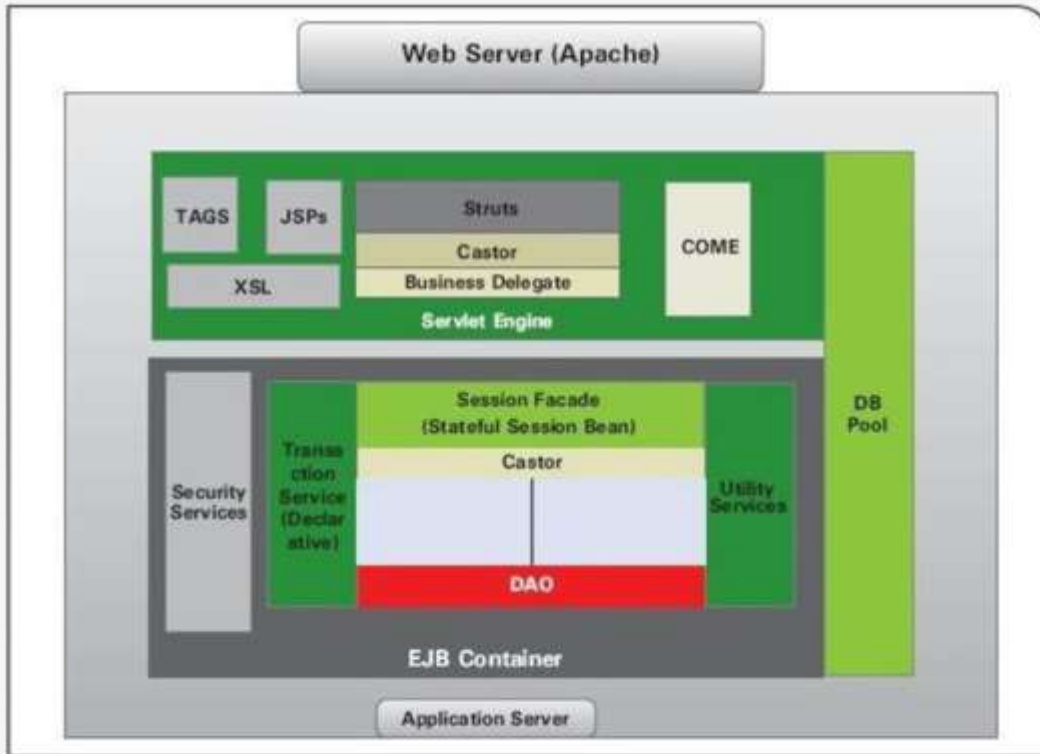 Web Server (Apache)
TAGS
JSPs
XSL
Struts
Castor
Business Delegate
COME
Servlet Engine
DB
Pool
Security
Services
Transa
ction
Service
(Declar
ative)
Session Facade
(Stateful Session Bean)
Castor
DAO
Utility
Services
EJB Container
Application Server